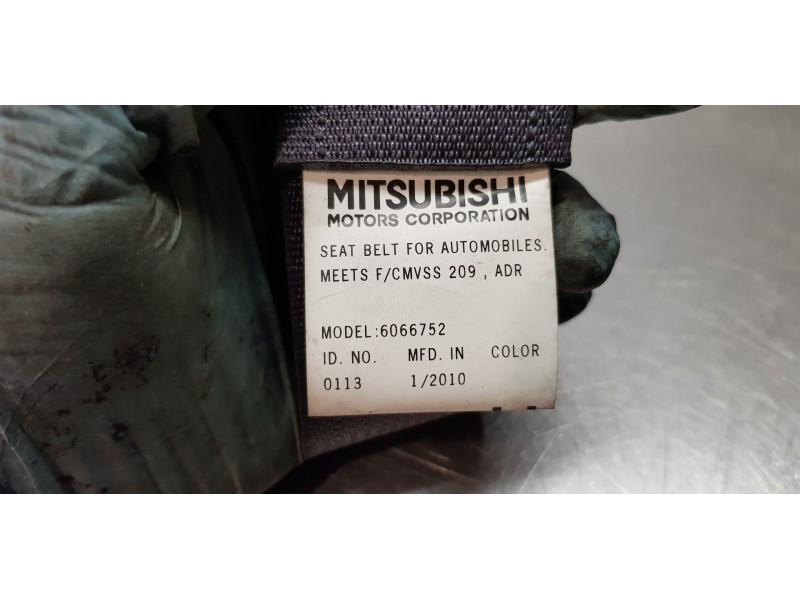 MITSUBISHI
MOTORS CORPORATION
SEAT BELT FOR AUTOMOBILES.
MEETS F/CMVSS 209 , ADR
MODEL:6066752
ID. NO. MFD. IN COLOR
0113 1/2010